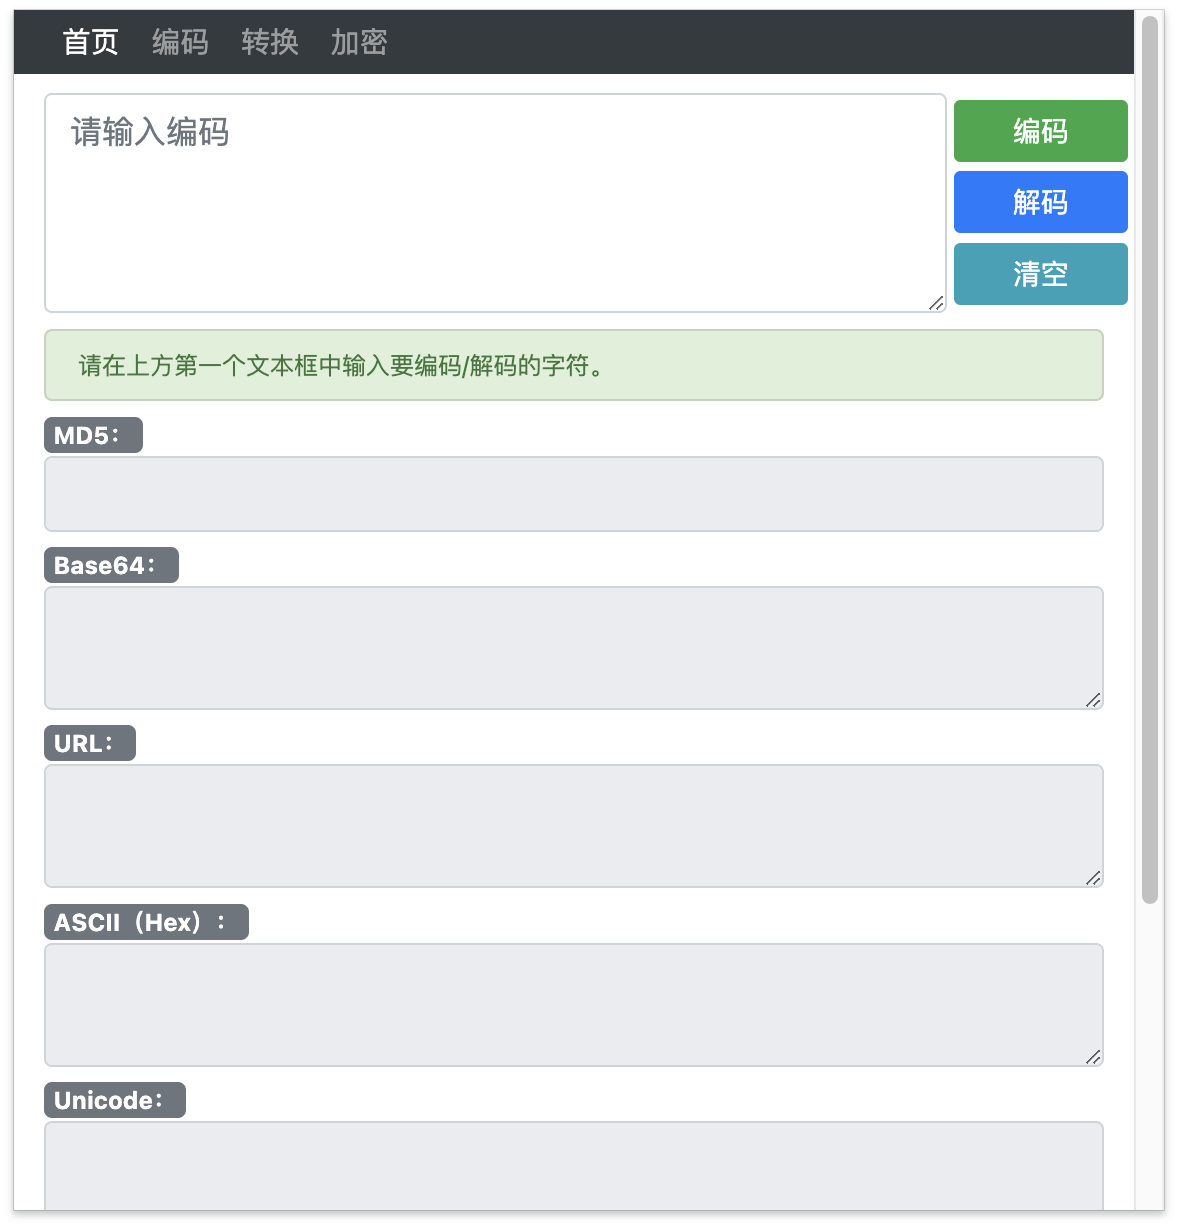 首页 编码 转换 加密
请输入编码
编码
解码
清空
请在上方第一个文本框中输入要编码/解码的字符。
MD5：
Base64：
URL：
ASCII（Hex）：
Unicode：